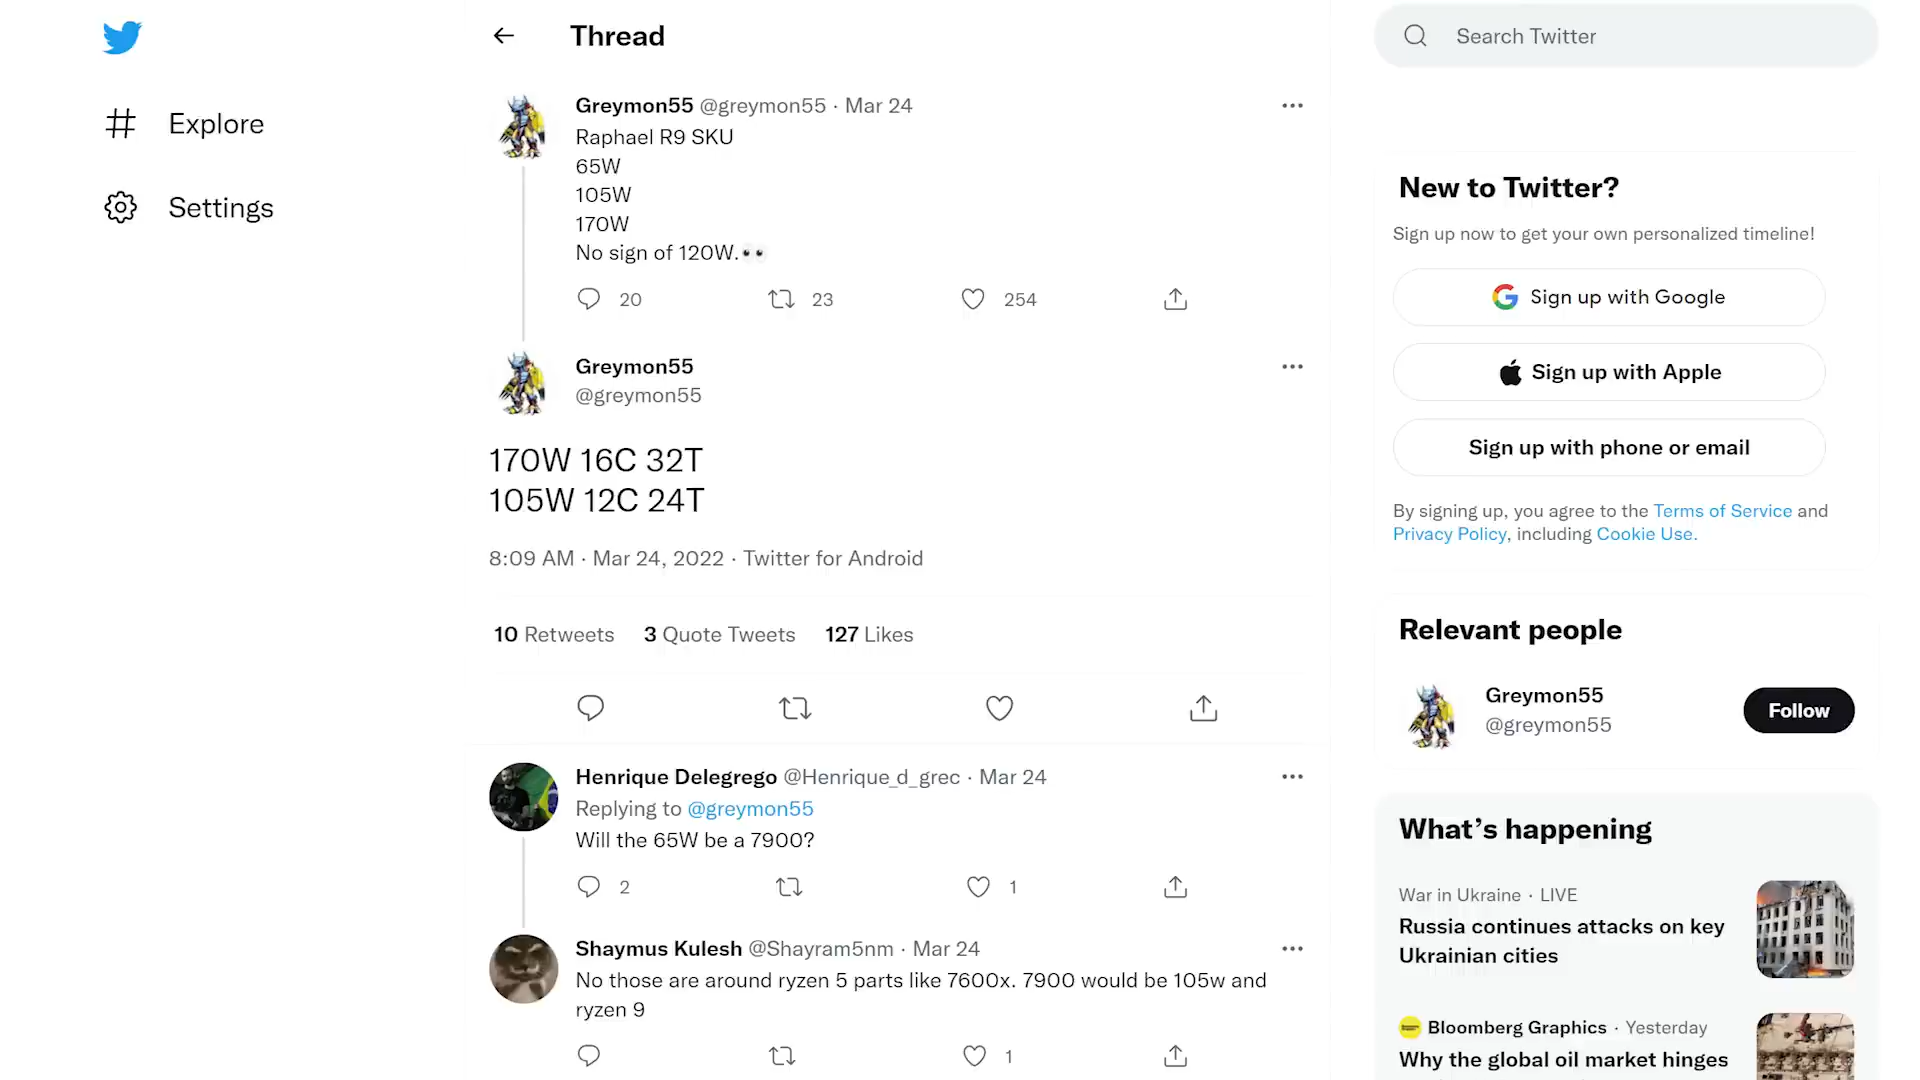 Explore
Settings
Thread
Greymon55 @greymon55 · Mar 24
Raphael R9 SKU
65W
105W
170W
No sign of 120W.👀
20 23 254
Greymon55
@greymon55
170W 16C 32T
105W 12C 24T
8:09 AM · Mar 24, 2022 · Twitter for Android
10 Retweets 3 Quote Tweets 127 Likes
Henrique Delegrego @Henrique_d_grec · Mar 24
Replying to @greymon55
Will the 65W be a 7900?
2 1
Shaymus Kulesh @Shayram5nm · Mar 24
No those are around ryzen 5 parts like 7600x. 7900 would be 105w and
ryzen 9
1
Search Twitter
New to Twitter?
Sign up now to get your own personalized timeline!
Sign up with Google
Sign up with Apple
Sign up with phone or email
By signing up, you agree to the Terms of Service and
Privacy Policy, including Cookie Use.
Relevant people
Greymon55
@greymon55
Follow
What’s happening
War in Ukraine · LIVE
Russia continues attacks on key
Ukrainian cities
Bloomberg Graphics · Yesterday
Why the global oil market hinges